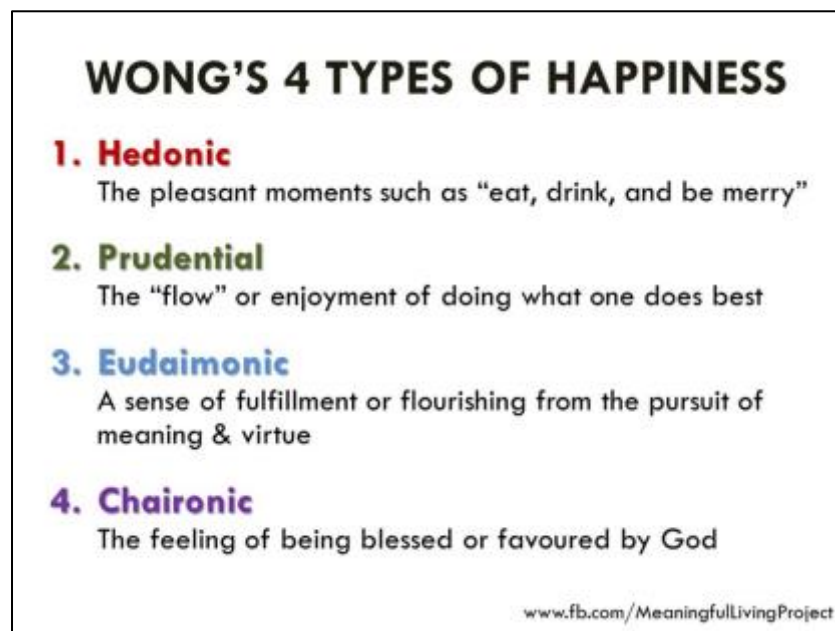 WONG'S 4 TYPES OF HAPPINESS
1. Hedonic
The pleasant moments such as “eat, drink, and be merry”
2. Prudential
The “flow” or enjoyment of doing what one does best
3. Eudaimonic
A sense of fulfillment or flourishing from the pursuit of
meaning & virtue
4. Chaironic
The feeling of being blessed or favoured by God
www.fb.com/MeaningfulLivingProject